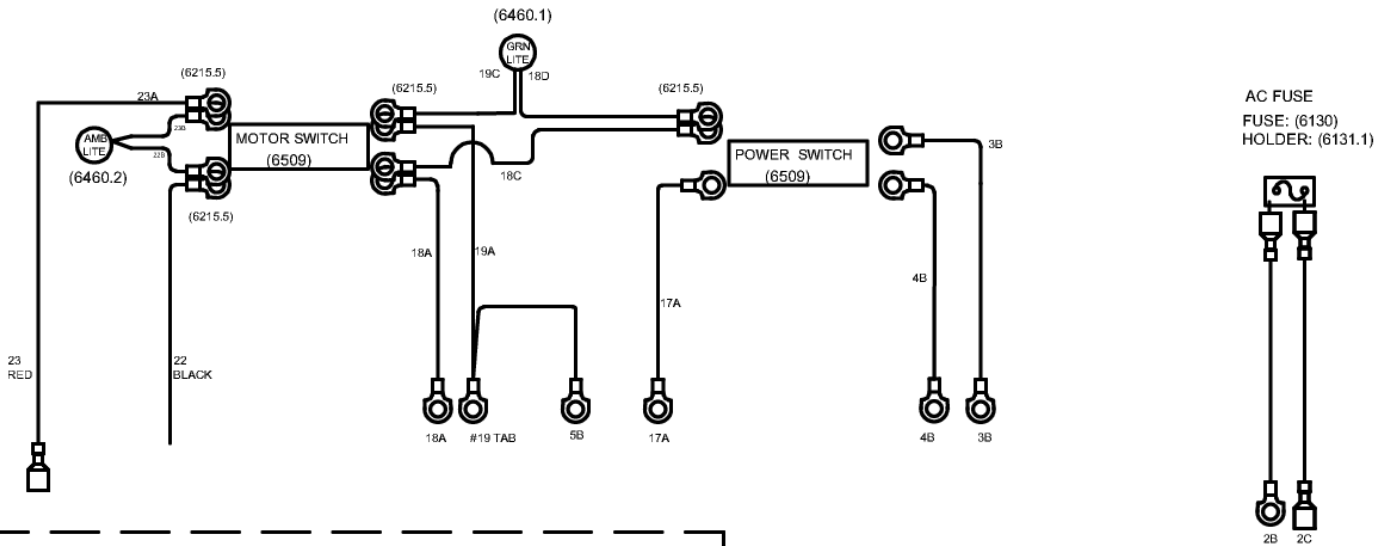 (6460.1)
GRN
LITE
19C
18D
(6215.5)
(6215.5)
(6215.5)
23A
23B
AMB
LITE
22B
(6460.2)
MOTOR SWITCH
(6509)
18C
(6215.5)
POWER SWITCH
(6509)
3B
AC FUSE
FUSE: (6130)
HOLDER: (6131.1)
18A
19A
17A
4B
23
RED
22
BLACK
18A
#19 TAB
5B
17A
4B
3B
2B
2C